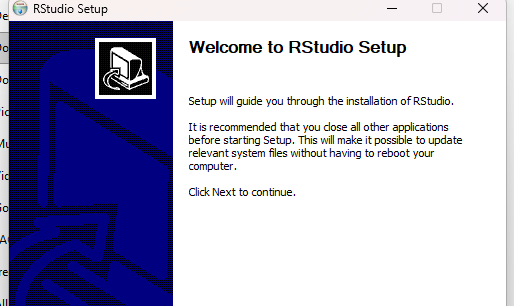 RStudio Setup
Welcome to RStudio Setup
Setup will guide you through the installation of RStudio.
It is recommended that you close all other applications
before starting Setup. This will make it possible to update
relevant system files without having to reboot your
computer.
Click Next to continue.